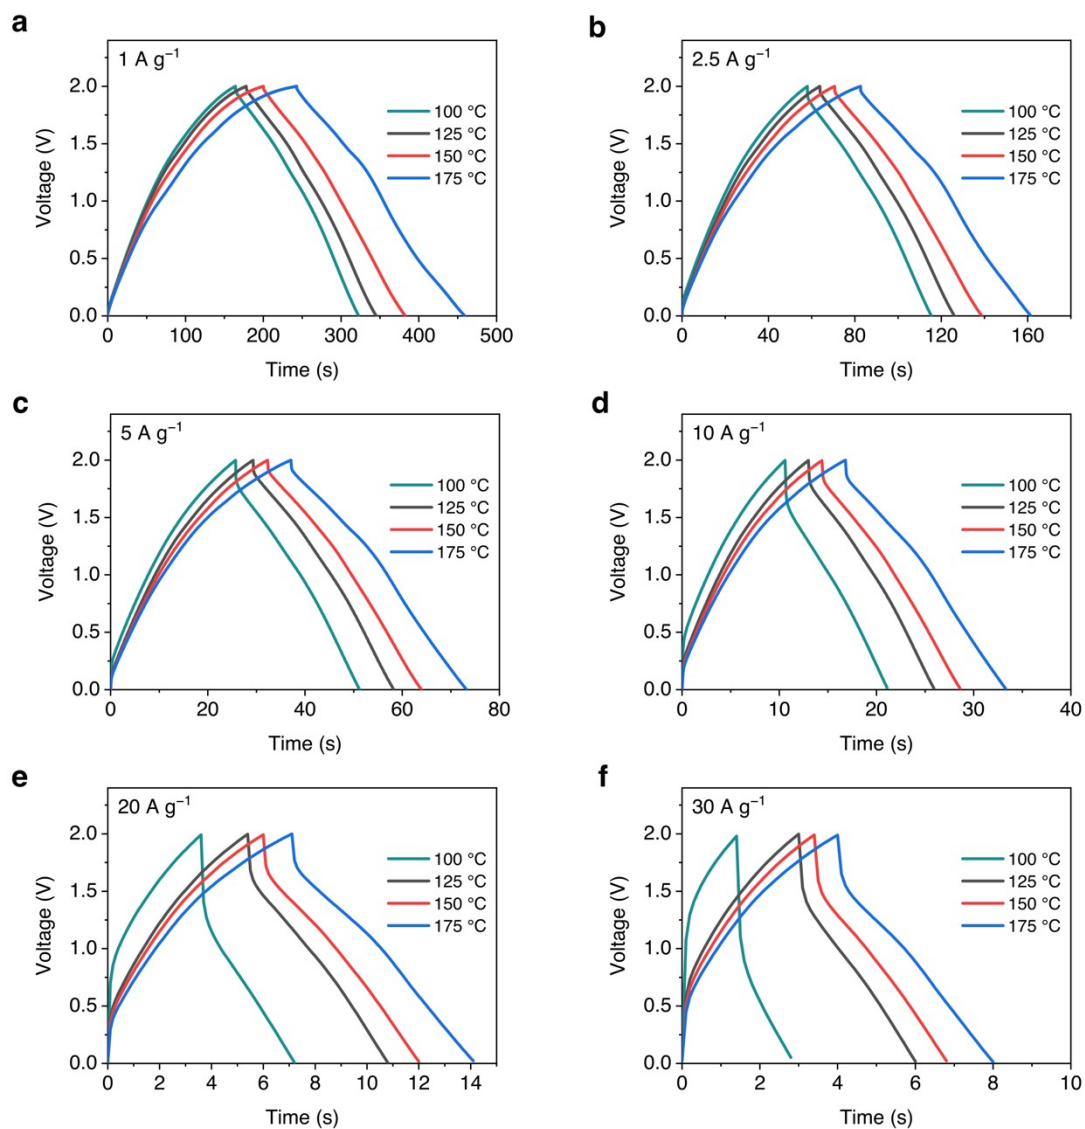 a
1 A g⁻¹
2.0
1.5
1.0
0.5
0.0
Voltage (V)
100 °C
125 °C
150 °C
175 °C
0 100 200 300 400 500
Time (s)
b
2.5 A g⁻¹
2.0
1.5
1.0
0.5
0.0
Voltage (V)
100 °C
125 °C
150 °C
175 °C
0 40 80 120 160
Time (s)
c
5 A g⁻¹
2.0
1.5
1.0
0.5
0.0
Voltage (V)
100 °C
125 °C
150 °C
175 °C
0 20 40 60 80
Time (s)
d
10 A g⁻¹
2.0
1.5
1.0
0.5
0.0
Voltage (V)
100 °C
125 °C
150 °C
175 °C
0 10 20 30 40
Time (s)
e
20 A g⁻¹
2.0
1.5
1.0
0.5
0.0
Voltage (V)
100 °C
125 °C
150 °C
175 °C
0 2 4 6 8 10 12 14
Time (s)
f
30 A g⁻¹
2.0
1.5
1.0
0.5
0.0
Voltage (V)
100 °C
125 °C
150 °C
175 °C
0 2 4 6 8 10
Time (s)